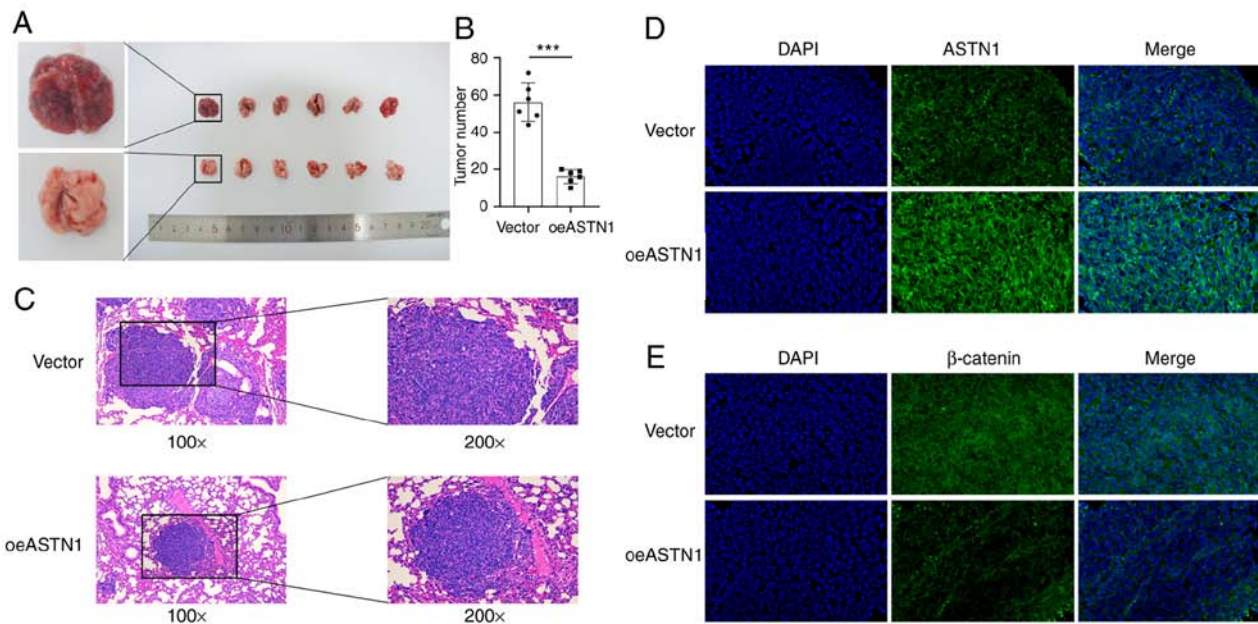 A
B
***
80
60
40
20
0
Tumor number
Vector oeASTN1
C
Vector
100× 200×
oeASTN1
100× 200×
D
DAPI ASTN1 Merge
Vector
oeASTN1
E
DAPI β-catenin Merge
Vector
oeASTN1